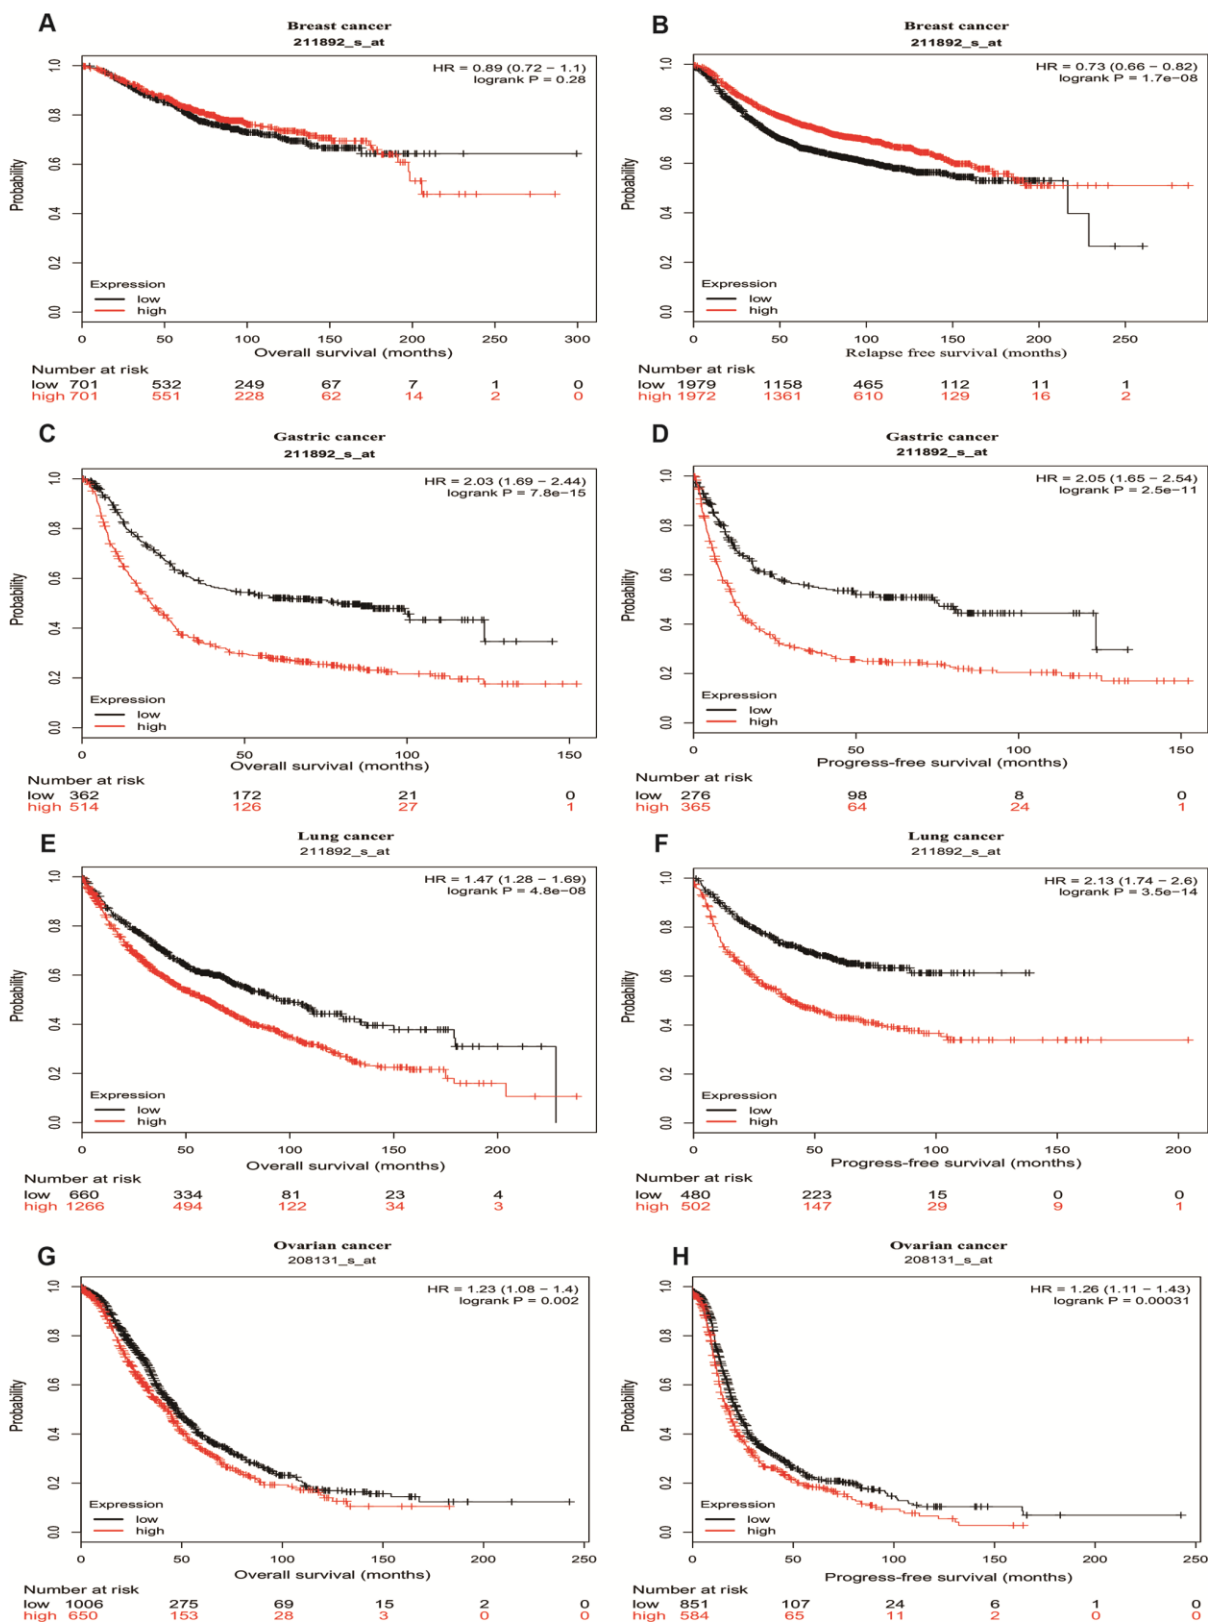 A
Breast cancer
211892_s_at
HR = 0.89 (0.72 − 1.1)
logrank P = 0.28
Probability
1.0
0.8
0.6
0.4
0.2
0.0
Expression
low
high
0 50 100 150 200 250 300
Overall survival (months)
Number at risk
low 701 532 249 67 7 1 0
high 701 551 228 62 14 2 0
B
Breast cancer
211892_s_at
HR = 0.73 (0.66 − 0.82)
logrank P = 1.7e−08
Probability
1.0
0.8
0.6
0.4
0.2
0.0
Expression
low
high
0 50 100 150 200 250
Relapse free survival (months)
Number at risk
low 1979 1158 465 112 11 1
high 1972 1361 610 129 16 2
C
Gastric cancer
211892_s_at
HR = 2.03 (1.69 − 2.44)
logrank P = 7.8e−15
Probability
1.0
0.8
0.6
0.4
0.2
0.0
Expression
low
high
0 50 100 150
Overall survival (months)
Number at risk
low 362 172 21 0
high 514 126 27 1
D
Gastric cancer
211892_s_at
HR = 2.05 (1.65 − 2.54)
logrank P = 2.5e−11
Probability
1.0
0.8
0.6
0.4
0.2
0.0
Expression
low
high
0 50 100 150
Progress-free survival (months)
Number at risk
low 276 98 8 0
high 365 64 24 1
E
Lung cancer
211892_s_at
HR = 1.47 (1.28 − 1.69)
logrank P = 4.8e−08
Probability
1.0
0.8
0.6
0.4
0.2
0.0
Expression
low
high
0 50 100 150 200
Overall survival (months)
Number at risk
low 660 334 81 23 4
high 1266 494 122 34 3
F
Lung cancer
211892_s_at
HR = 2.13 (1.74 − 2.6)
logrank P = 3.5e−14
Probability
1.0
0.8
0.6
0.4
0.2
0.0
Expression
low
high
0 50 100 150 200
Progress-free survival (months)
Number at risk
low 480 223 15 0 0
high 502 147 29 9 1
G
Ovarian cancer
208131_s_at
HR = 1.23 (1.08 − 1.4)
logrank P = 0.002
Probability
1.0
0.8
0.6
0.4
0.2
0.0
Expression
low
high
0 50 100 150 200 250
Overall survival (months)
Number at risk
low 1006 275 69 15 2 0
high 650 153 28 3 0 0
H
Ovarian cancer
208131_s_at
HR = 1.26 (1.11 − 1.43)
logrank P = 0.00031
Probability
1.0
0.8
0.6
0.4
0.2
0.0
Expression
low
high
0 50 100 150 200 250
Progress-free survival (months)
Number at risk
low 851 107 24 6 1 0
high 584 65 11 2 0 0